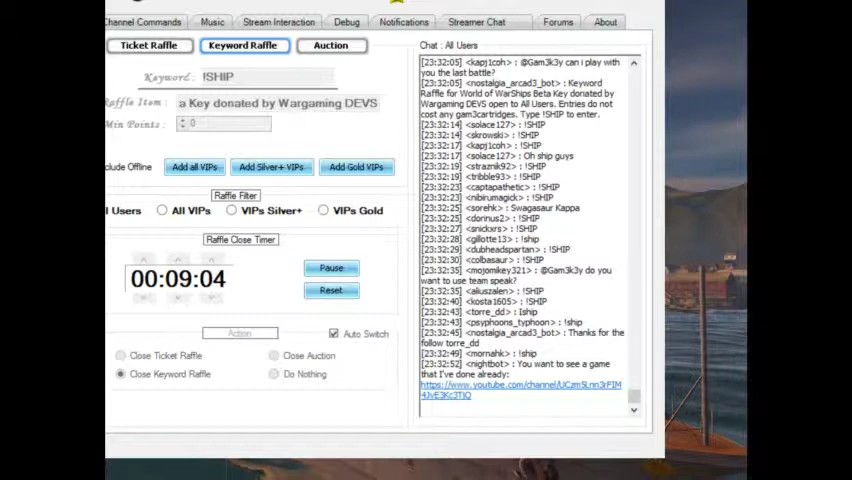 Channel Commands Music Stream Interaction Debug Notifications Streamer Chat Forums About
Ticket Raffle Keyword Raffle Auction
Keyword: !SHIP
Raffle Item: a Key donated by Wargaming DEVS
Min Points: 0
clude Offline Add all VIPs Add Silver+ VIPs Add Gold VIPs
Raffle Filter
ll Users All VIPs VIPs Silver+ VIPs Gold
Raffle Close Timer
00:09:04
Pause
Reset
Action
Auto Switch
Close Ticket Raffle Close Auction
Close Keyword Raffle Do Nothing
Chat : All Users
[23:32:05] <kapj1coh> : @Gam3k3y can i play with
you the last battle?
[23:32:05] <nostalgia_arcad3_bot> : Keyword
Raffle for World of WarShips Beta Key donated by
Wargaming DEVS open to All Users. Entries do not
cost any gam3cartridges. Type !SHIP to enter.
[23:32:14] <solace127> : !SHIP
[23:32:14] <skrowski> : !SHIP
[23:32:17] <kapj1coh> : !SHIP
[23:32:17] <solace127> : Oh ship guys
[23:32:19] <straznik92> : !SHIP
[23:32:19] <tribble93> : !SHIP
[23:32:23] <captapathetic> : !SHIP
[23:32:23] <nibirumagick> : !SHIP
[23:32:25] <sorehk> : Swagasaur Kappa
[23:32:25] <dorinus2> : !SHIP
[23:32:27] <snickxrs> : !SHIP
[23:32:28] <gillotte13> : !ship
[23:32:29] <dubheadspartan> : !SHIP
[23:32:30] <colbasaur> : !SHIP
[23:32:35] <mojomikey321> : @Gam3k3y do you
want to use team speak?
[23:32:35] <aliuszalen> : !SHIP
[23:32:40] <kosta1605> : !SHIP
[23:32:43] <torre_dd> : Iship
[23:32:43] <psyphoons_typhoon> : !ship
[23:32:45] <nostalgia_arcad3_bot> : Thanks for the
follow torre_dd
[23:32:49] <mornahk> : !ship
[23:32:52] <nightbot> : You want to see a game
that I've done already: